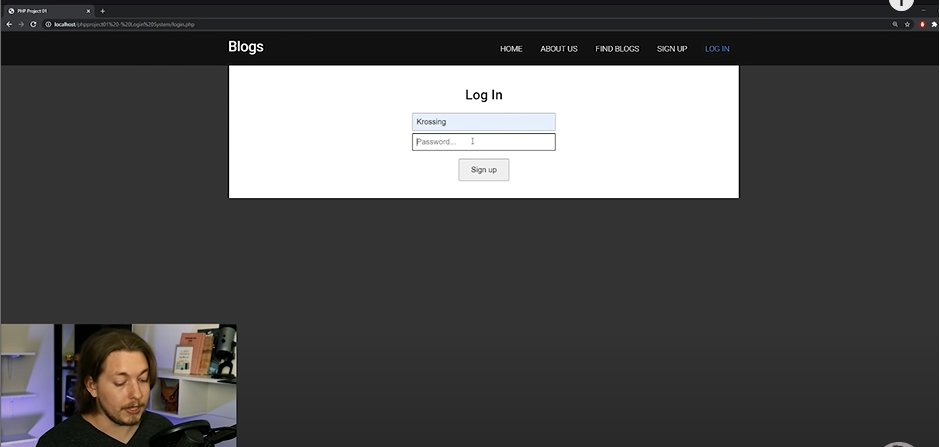 PHP Project 01
localhost/phpproject01%20-%20Login%20System/login.php
Blogs HOME ABOUT US FIND BLOGS SIGN UP LOG IN
Log In
Krossing
Password...
Sign up